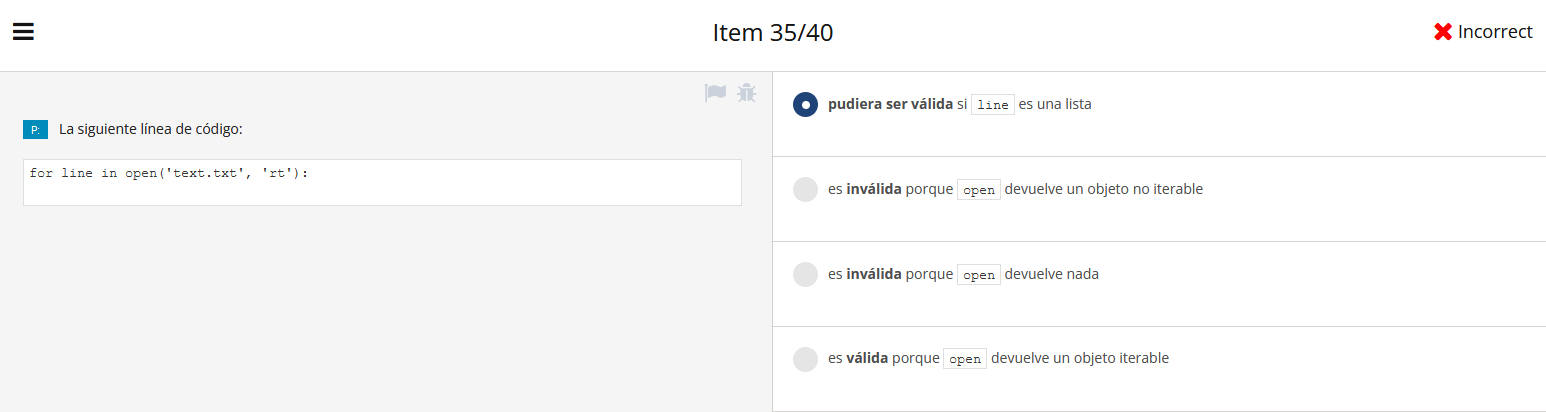 Item 35/40
Incorrect
P: La siguiente línea de código:
for line in open('text.txt', 'rt'):
pudiera ser válida si line es una lista
es inválida porque open devuelve un objeto no iterable
es inválida porque open devuelve nada
es válida porque open devuelve un objeto iterable